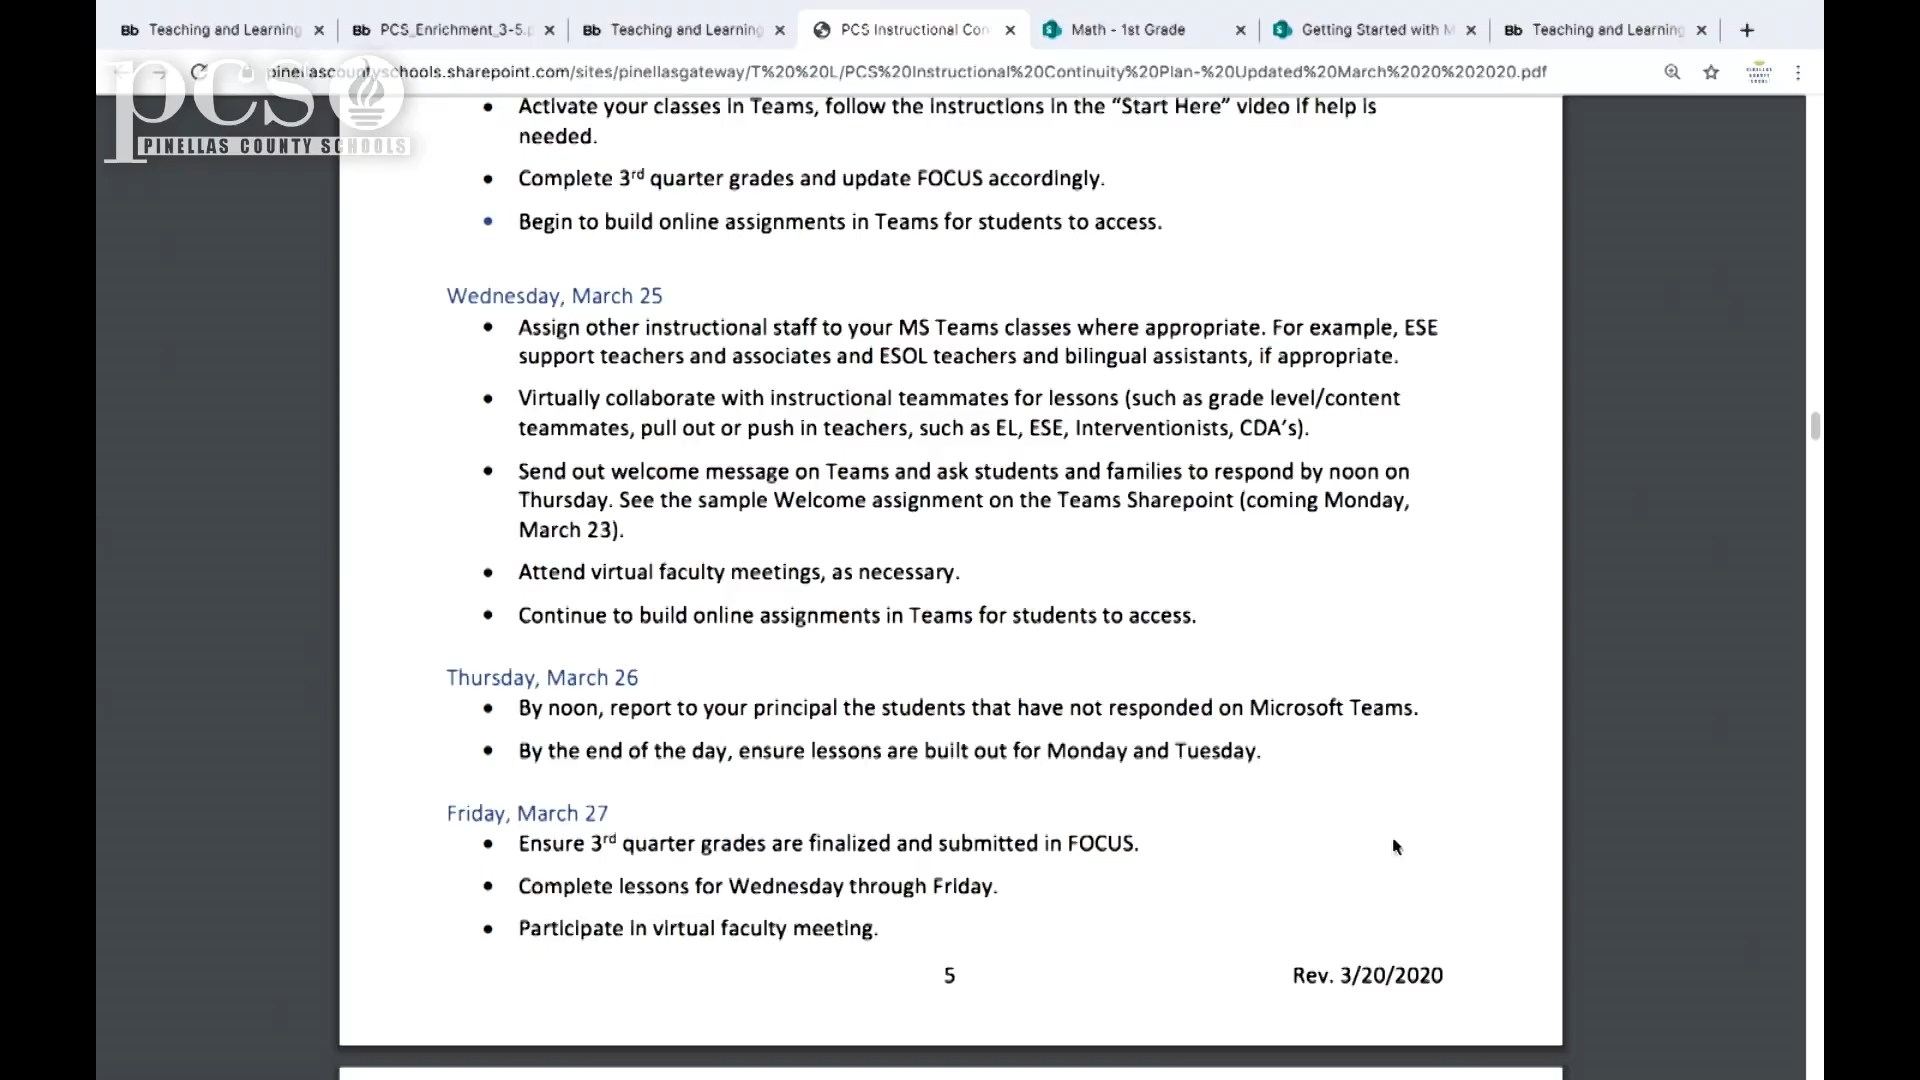 Bb Teaching and Learning
Bb PCS_Enrichment_3-5.p
Bb Teaching and Learning
PCS Instructional Con
Math - 1st Grade
Getting Started with M
Bb Teaching and Learning
pinellascountyschools.sharepoint.com/sites/pinellasgateway/T%20%20L/PCS%20Instructional%20Continuity%20Plan-%20Updated%20March%2020%202020.pdf
pcs
PINELLAS COUNTY SCHOOLS
• Activate your classes in Teams, follow the instructions in the “Start Here” video if help is
needed.
• Complete 3rd quarter grades and update FOCUS accordingly.
• Begin to build online assignments in Teams for students to access.
Wednesday, March 25
• Assign other instructional staff to your MS Teams classes where appropriate. For example, ESE
support teachers and associates and ESOL teachers and bilingual assistants, if appropriate.
• Virtually collaborate with instructional teammates for lessons (such as grade level/content
teammates, pull out or push in teachers, such as EL, ESE, Interventionists, CDA’s).
• Send out welcome message on Teams and ask students and families to respond by noon on
Thursday. See the sample Welcome assignment on the Teams Sharepoint (coming Monday,
March 23).
• Attend virtual faculty meetings, as necessary.
• Continue to build online assignments in Teams for students to access.
Thursday, March 26
• By noon, report to your principal the students that have not responded on Microsoft Teams.
• By the end of the day, ensure lessons are built out for Monday and Tuesday.
Friday, March 27
• Ensure 3rd quarter grades are finalized and submitted in FOCUS.
• Complete lessons for Wednesday through Friday.
• Participate in virtual faculty meeting.
5
Rev. 3/20/2020